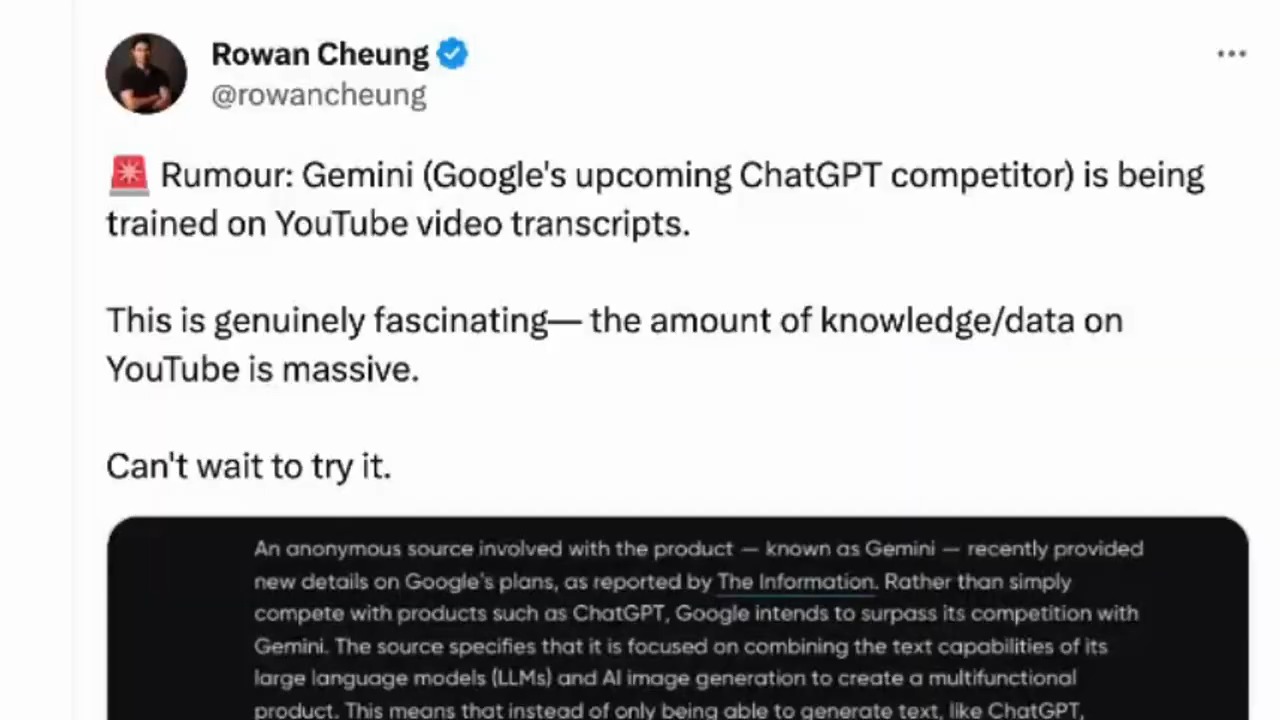 Rowan Cheung
@rowancheung
🚨 Rumour: Gemini (Google's upcoming ChatGPT competitor) is being
trained on YouTube video transcripts.
This is genuinely fascinating— the amount of knowledge/data on
YouTube is massive.
Can't wait to try it.
An anonymous source involved with the product — known as Gemini — recently provided
new details on Google's plans, as reported by The Information. Rather than simply
compete with products such as ChatGPT, Google intends to surpass its competition with
Gemini. The source specifies that it is focused on combining the text capabilities of its
large language models (LLMs) and AI image generation to create a multifunctional
product. This means that instead of only being able to generate text, like ChatGPT,